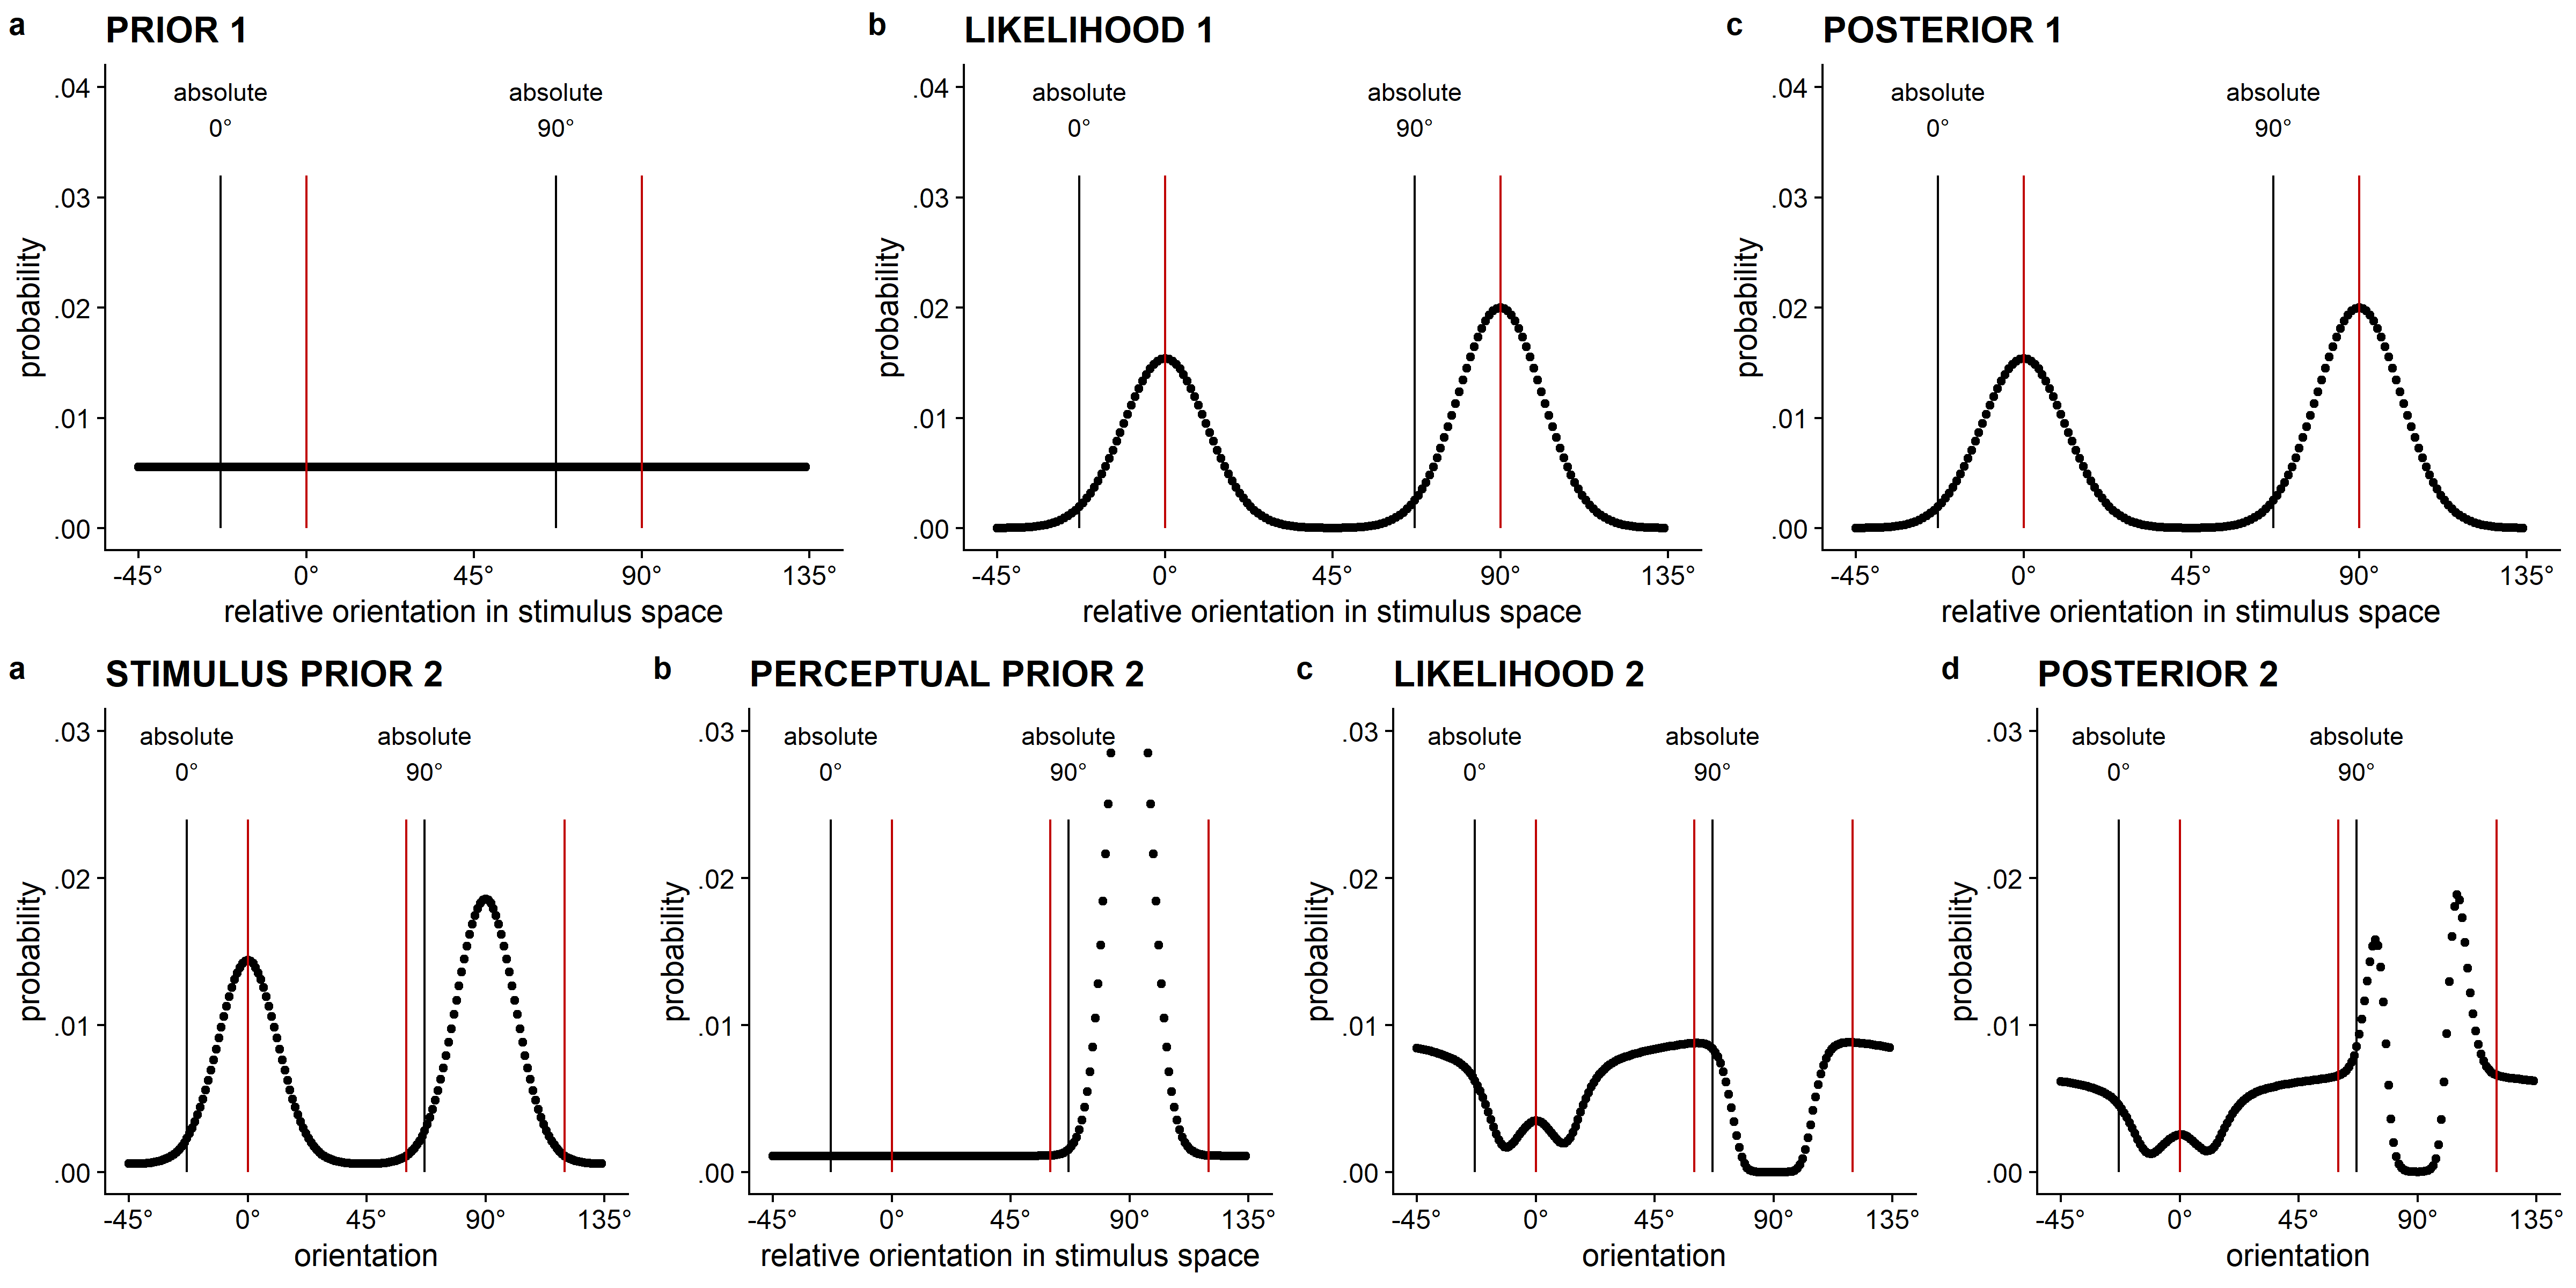 a PRIOR 1
absolute absolute
0° 90°
.04
.03
.02
.01
.00
probability
-45° 0° 45° 90° 135°
relative orientation in stimulus space
b LIKELIHOOD 1
absolute absolute
0° 90°
.04
.03
.02
.01
.00
probability
-45° 0° 45° 90° 135°
relative orientation in stimulus space
c POSTERIOR 1
absolute absolute
0° 90°
.04
.03
.02
.01
.00
probability
-45° 0° 45° 90° 135°
relative orientation in stimulus space
a STIMULUS PRIOR 2
absolute absolute
0° 90°
.03
.02
.01
.00
probability
-45° 0° 45° 90° 135°
orientation
b PERCEPTUAL PRIOR 2
absolute absolute
0° 90°
.03
.02
.01
.00
probability
-45° 0° 45° 90° 135°
relative orientation in stimulus space
c LIKELIHOOD 2
absolute absolute
0° 90°
.03
.02
.01
.00
probability
-45° 0° 45° 90° 135°
orientation
d POSTERIOR 2
absolute absolute
0° 90°
.03
.02
.01
.00
probability
-45° 0° 45° 90° 135°
orientation